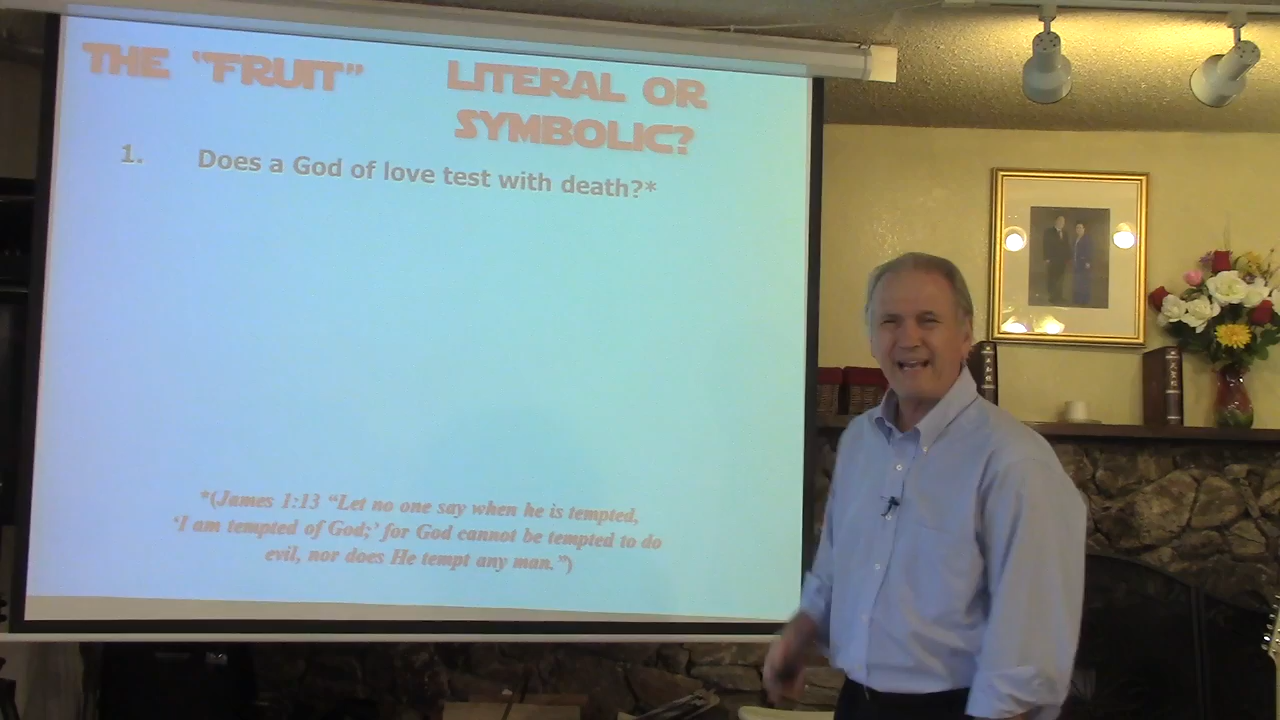 THE "FRUIT" LITERAL OR
SYMBOLIC?
1. Does a God of love test with death?*
*(James 1:13 “Let no one say when he is tempted,
‘I am tempted of God;’ for God cannot be tempted to do
evil, nor does He tempt any man.”)